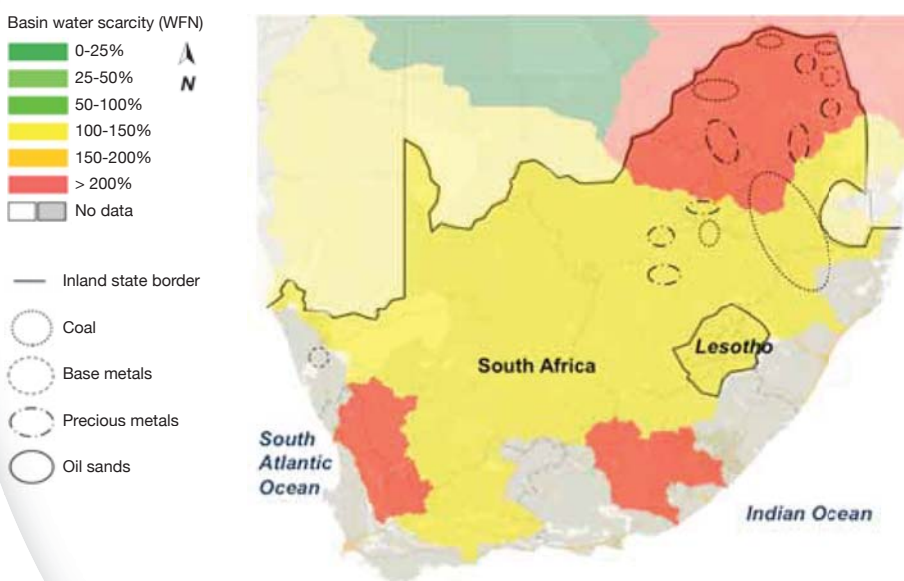 Basin water scarcity (WFN)
0-25%
25-50%
50-100%
100-150%
150-200%
> 200%
No data
N
Inland state border
Coal
Base metals
Precious metals
Oil sands
South Africa
Lesotho
South
Atlantic
Ocean
Indian Ocean